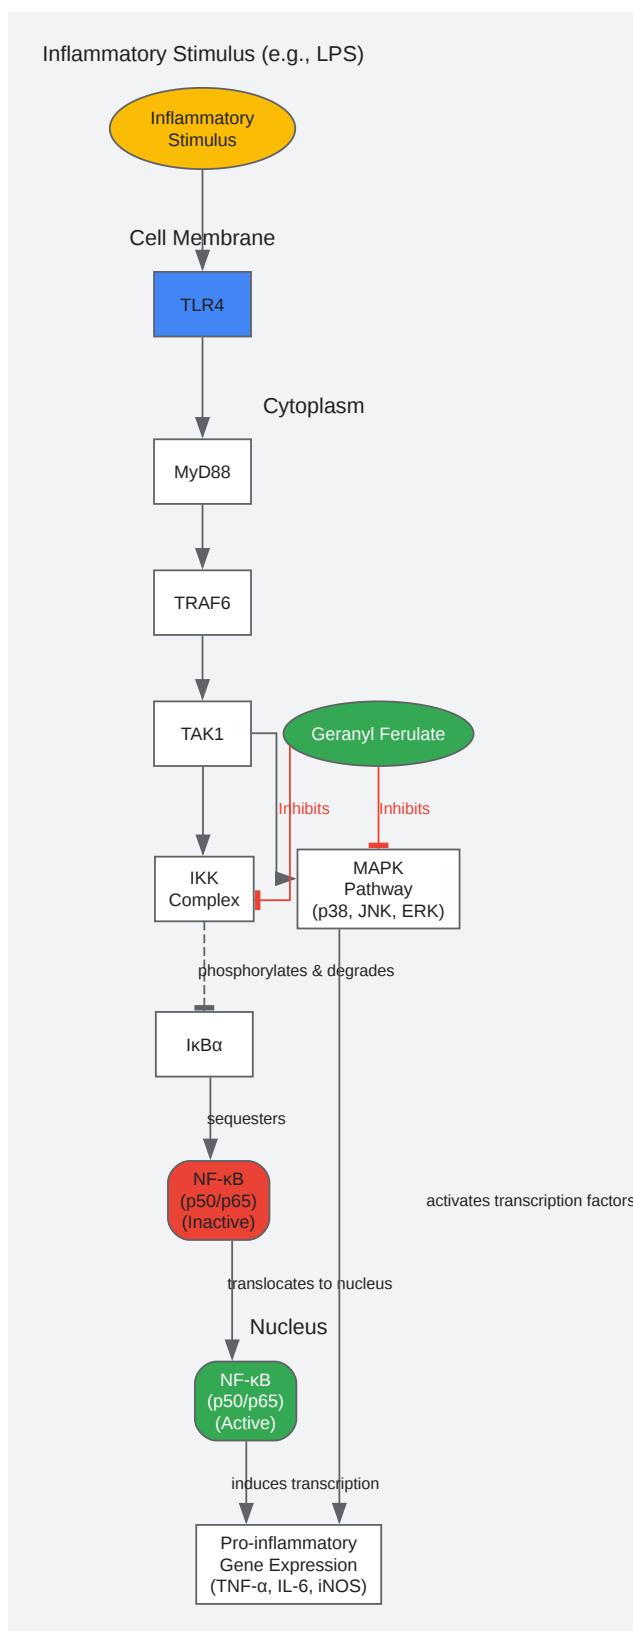 Inflammatory Stimulus (e.g., LPS)
Inflammatory
Stimulus
Cell Membrane
TLR4
Cytoplasm
MyD88
TRAF6
TAK1
Geranyl Ferulate
Inhibits
Inhibits
IKK
Complex
MAPK
Pathway
(p38, JNK, ERK)
phosphorylates & degrades
IκBα
sequesters
NF-κB
(p50/p65)
(Inactive)
activates transcription factors
translocates to nucleus
Nucleus
NF-κB
(p50/p65)
(Active)
induces transcription
Pro-inflammatory
Gene Expression
(TNF-α, IL-6, iNOS)